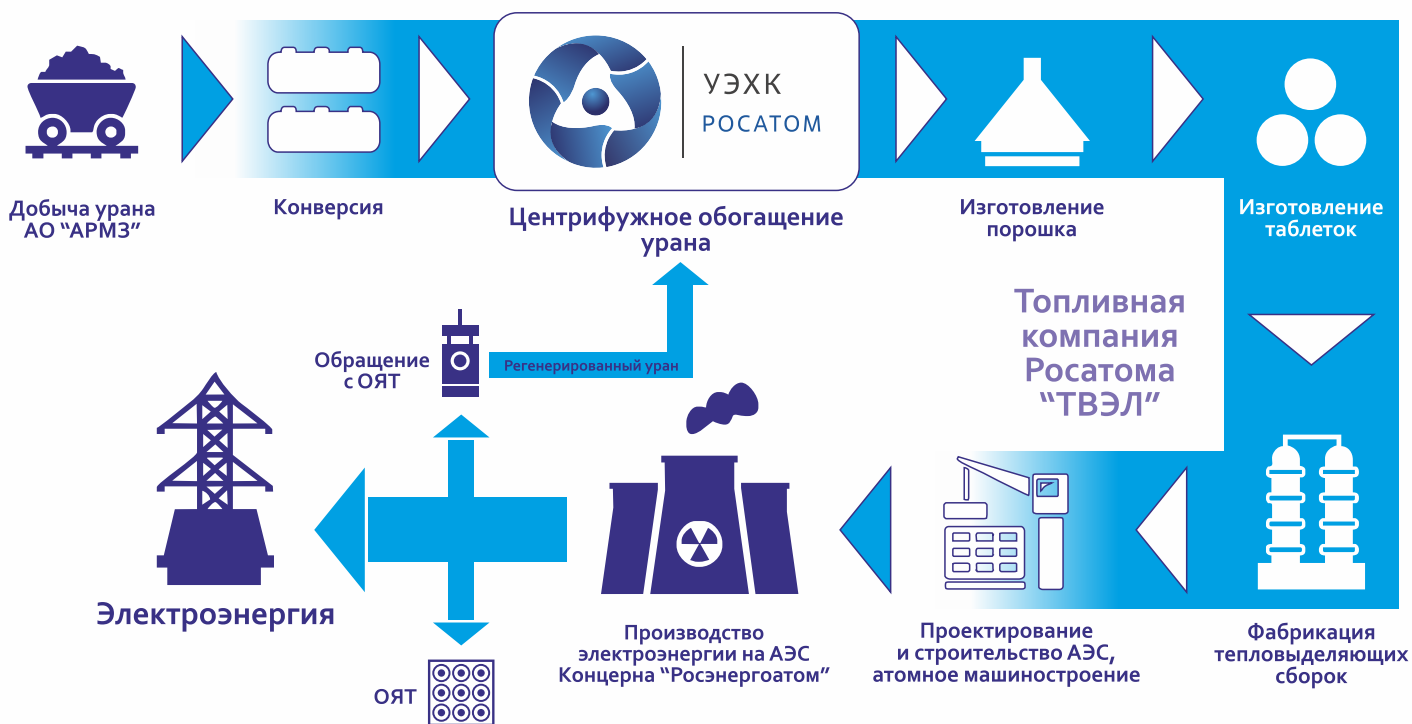 УЭХК
РОСАТОМ
Добыча урана
АО “АРМЗ”
Конверсия
Центрифужное обогащение
урана
Изготовление
порошка
Изготовление
таблеток
Топливная
компания
Росатома
“ТВЭЛ”
Обращение
с ОЯТ
Регенерированный уран
Электроэнергия
ОЯТ
Производство
электроэнергии на АЭС
Концерна “Росэнергоатом”
Проектирование
и строительство АЭС,
атомное машиностроение
Фабрикация
тепловыделяющих
сборок